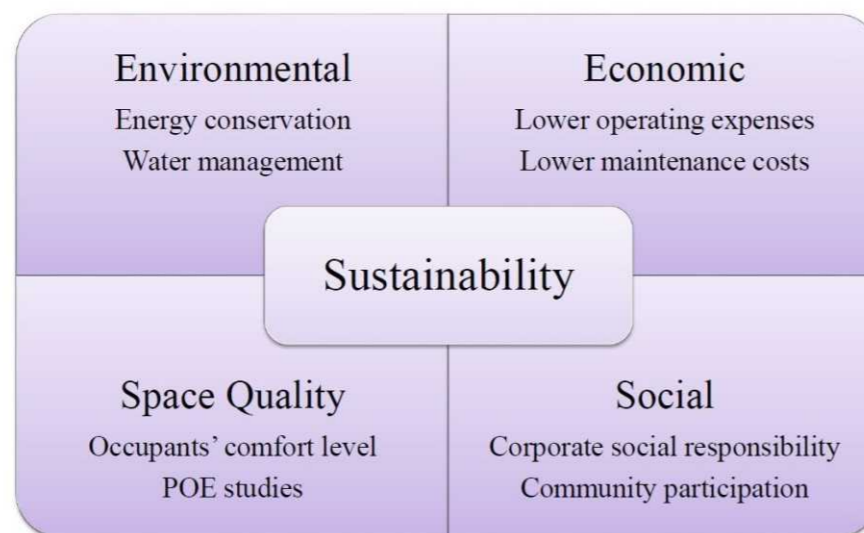 Environmental
Energy conservation
Water management
Economic
Lower operating expenses
Lower maintenance costs
Sustainability
Space Quality
Occupants’ comfort level
POE studies
Social
Corporate social responsibility
Community participation